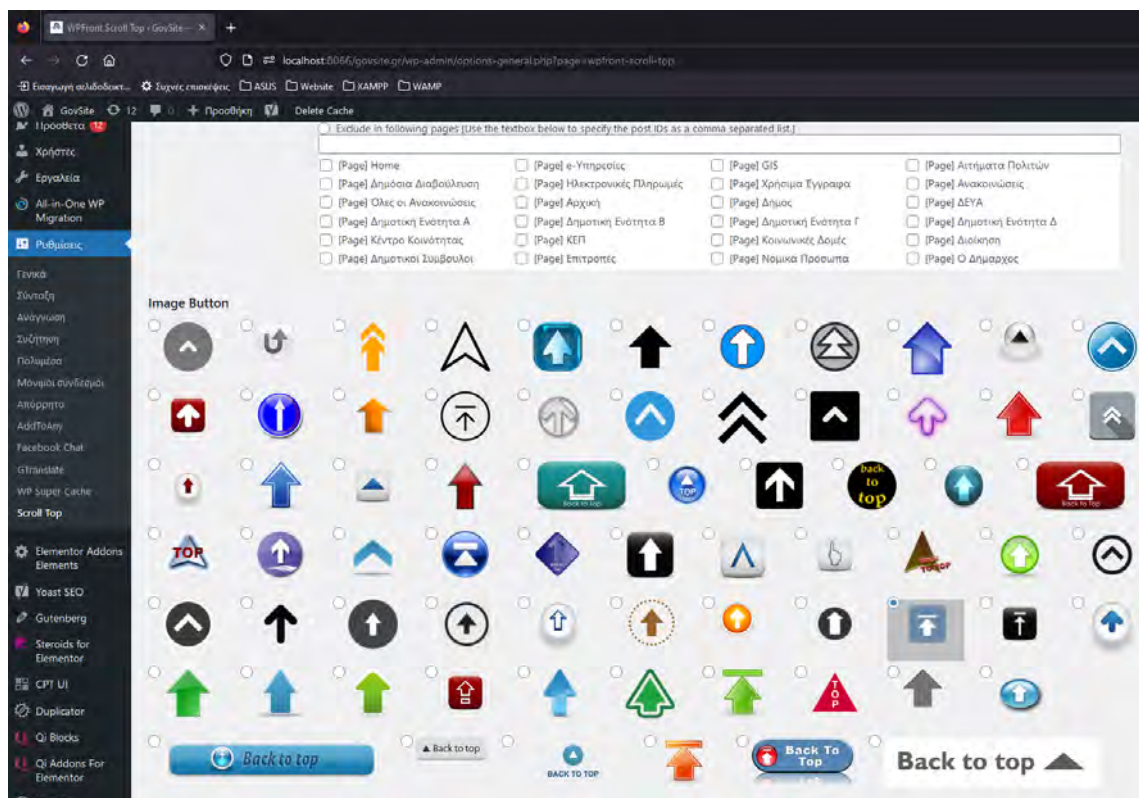 WPFront Scroll Top ‹ GovSite —
localhost:8066/govsite.gr/wp-admin/options-general.php?page=wpfront-scroll-top
Εισαγωγή σελιδοδεικτ... Συχνές επισκέψεις ASUS Website XAMPP WAMP
GovSite 12 0 Προσθήκη Delete Cache
Πρόσθετα 12
Χρήστες
Εργαλεία
All-in-One WP
Migration
Ρυθμίσεις
Γενικά
Σύνταξη
Ανάγνωση
Συζήτηση
Πολυμέσα
Μόνιμοι σύνδεσμοι
Απόρρητο
AddToAny
Facebook Chat
GTranslate
WP Super Cache
Scroll Top
Elementor Addons
Elements
Yoast SEO
Gutenberg
Steroids for
Elementor
CPT UI
Duplicator
Qi Blocks
Qi Addons For
Elementor
Exclude in following pages [Use the textbox below to specify the post IDs as a comma separated list.]
[Page] Home [Page] e-Υπηρεσίες [Page] GIS [Page] Αιτήματα Πολιτών
[Page] Δημόσια Διαβούλευση [Page] Ηλεκτρονικές Πληρωμές [Page] Χρήσιμα Έγγραφα [Page] Ανακοινώσεις
[Page] Όλες οι Ανακοινώσεις [Page] Αρχική [Page] Δήμος [Page] ΔΕΥΑ
[Page] Δημοτική Ενότητα Α [Page] Δημοτική Ενότητα Β [Page] Δημοτική Ενότητα Γ [Page] Δημοτική Ενότητα Δ
[Page] Κέντρο Κοινότητας [Page] ΚΕΠ [Page] Κοινωνικές Δομές [Page] Διοίκηση
[Page] Δημοτικοί Σύμβουλοι [Page] Επιτροπές [Page] Νομικά Πρόσωπα [Page] Ο Δήμαρχος
Image Button
Back to top
TOP
back
to
top
Back to top
TOP
TO TOP
TOP
Back to top
Back to top
BACK TO TOP
Back To
Top
Back to top